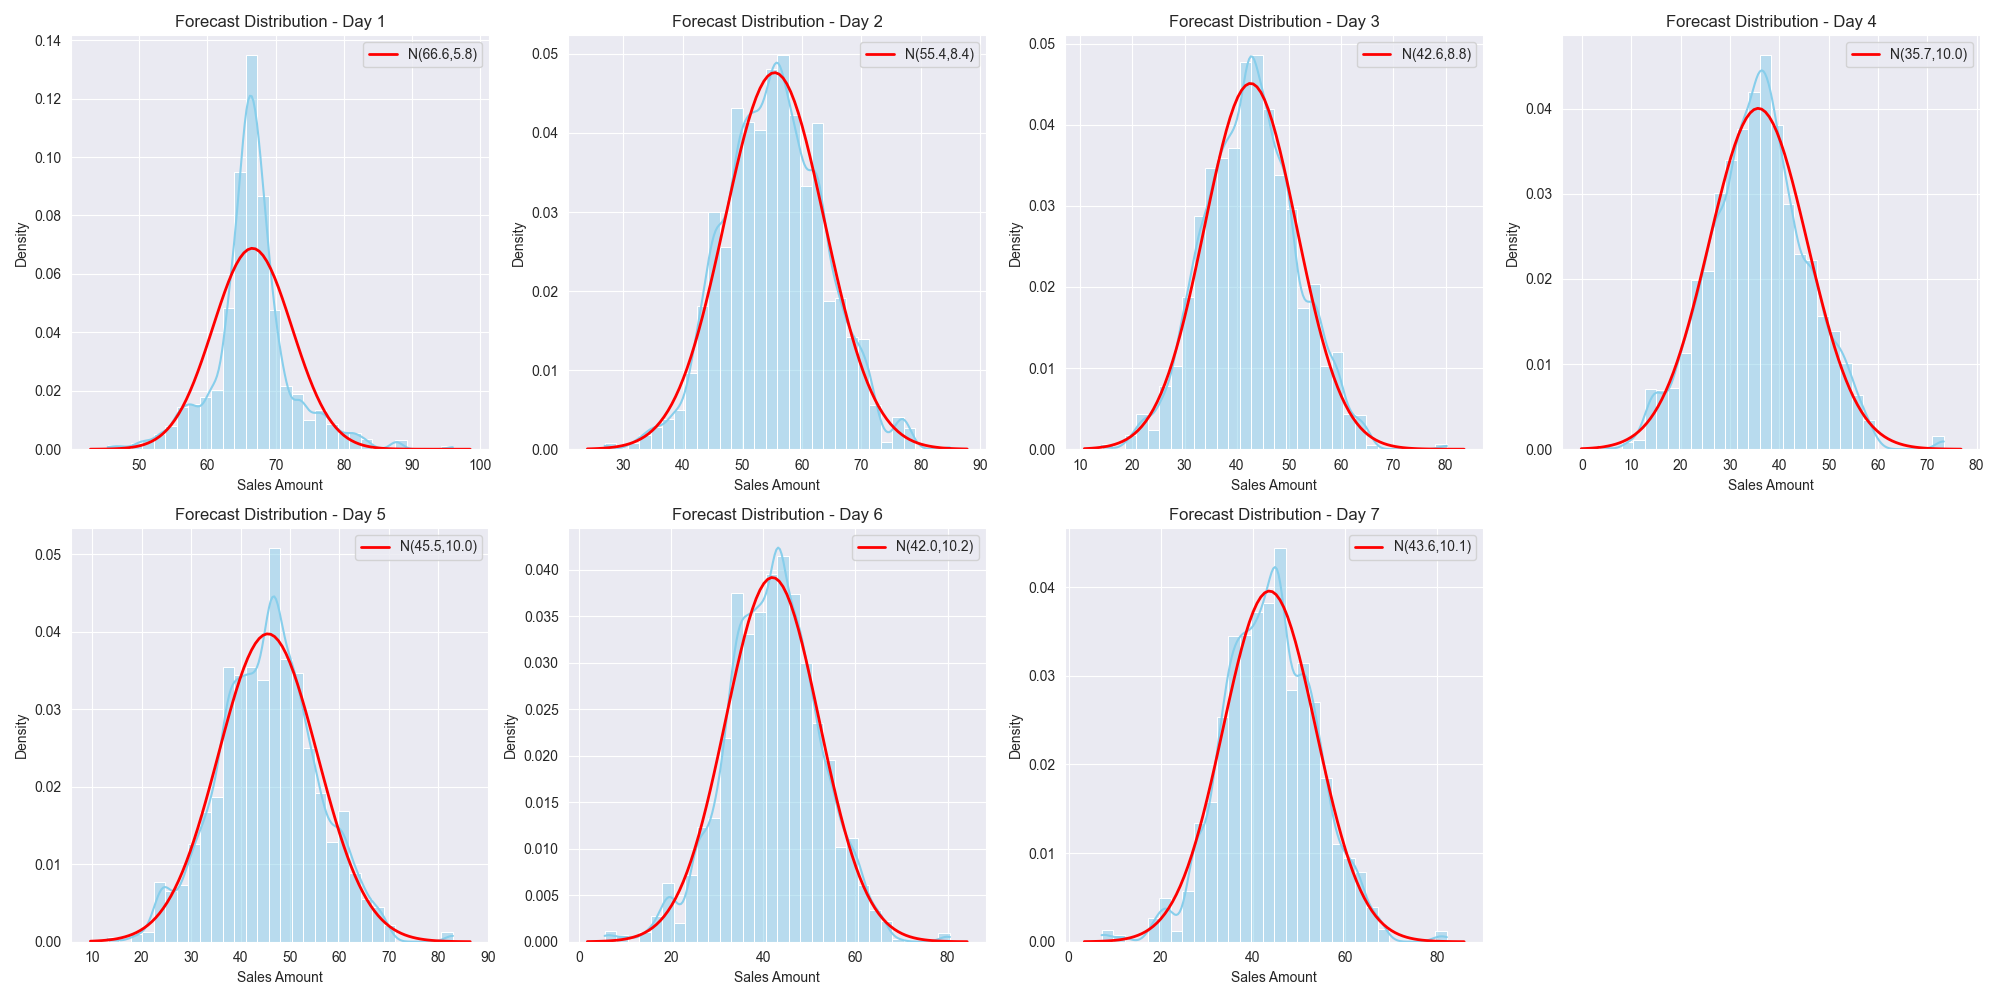 Forecast Distribution - Day 1
N(66.6,5.8)
Density
0.14
0.12
0.10
0.08
0.06
0.04
0.02
0.00
50 60 70 80 90 100
Sales Amount
Forecast Distribution - Day 2
N(55.4,8.4)
Density
0.05
0.04
0.03
0.02
0.01
0.00
30 40 50 60 70 80 90
Sales Amount
Forecast Distribution - Day 3
N(42.6,8.8)
Density
0.05
0.04
0.03
0.02
0.01
0.00
10 20 30 40 50 60 70 80
Sales Amount
Forecast Distribution - Day 4
N(35.7,10.0)
Density
0.04
0.03
0.02
0.01
0.00
0 10 20 30 40 50 60 70 80
Sales Amount
Forecast Distribution - Day 5
N(45.5,10.0)
Density
0.05
0.04
0.03
0.02
0.01
0.00
10 20 30 40 50 60 70 80 90
Sales Amount
Forecast Distribution - Day 6
N(42.0,10.2)
Density
0.040
0.035
0.030
0.025
0.020
0.015
0.010
0.005
0.000
0 20 40 60 80
Sales Amount
Forecast Distribution - Day 7
N(43.6,10.1)
Density
0.04
0.03
0.02
0.01
0.00
0 20 40 60 80
Sales Amount